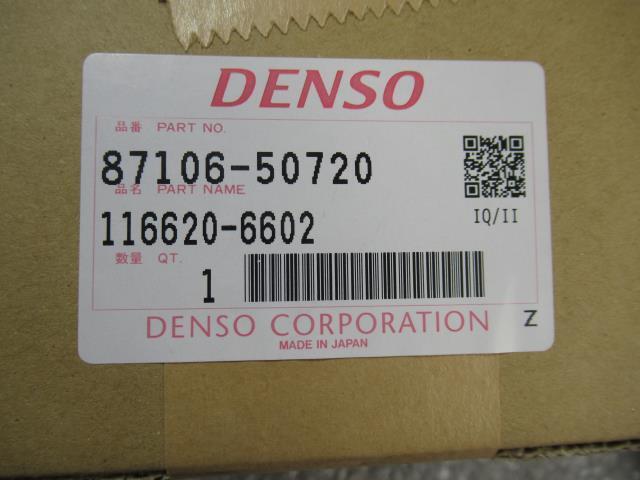 DENSO
品番 PART NO.
87106-50720
品名 PART NAME
116620-6602
IQ/II
数量 QT.
1
DENSO CORPORATION
Z
MADE IN JAPAN